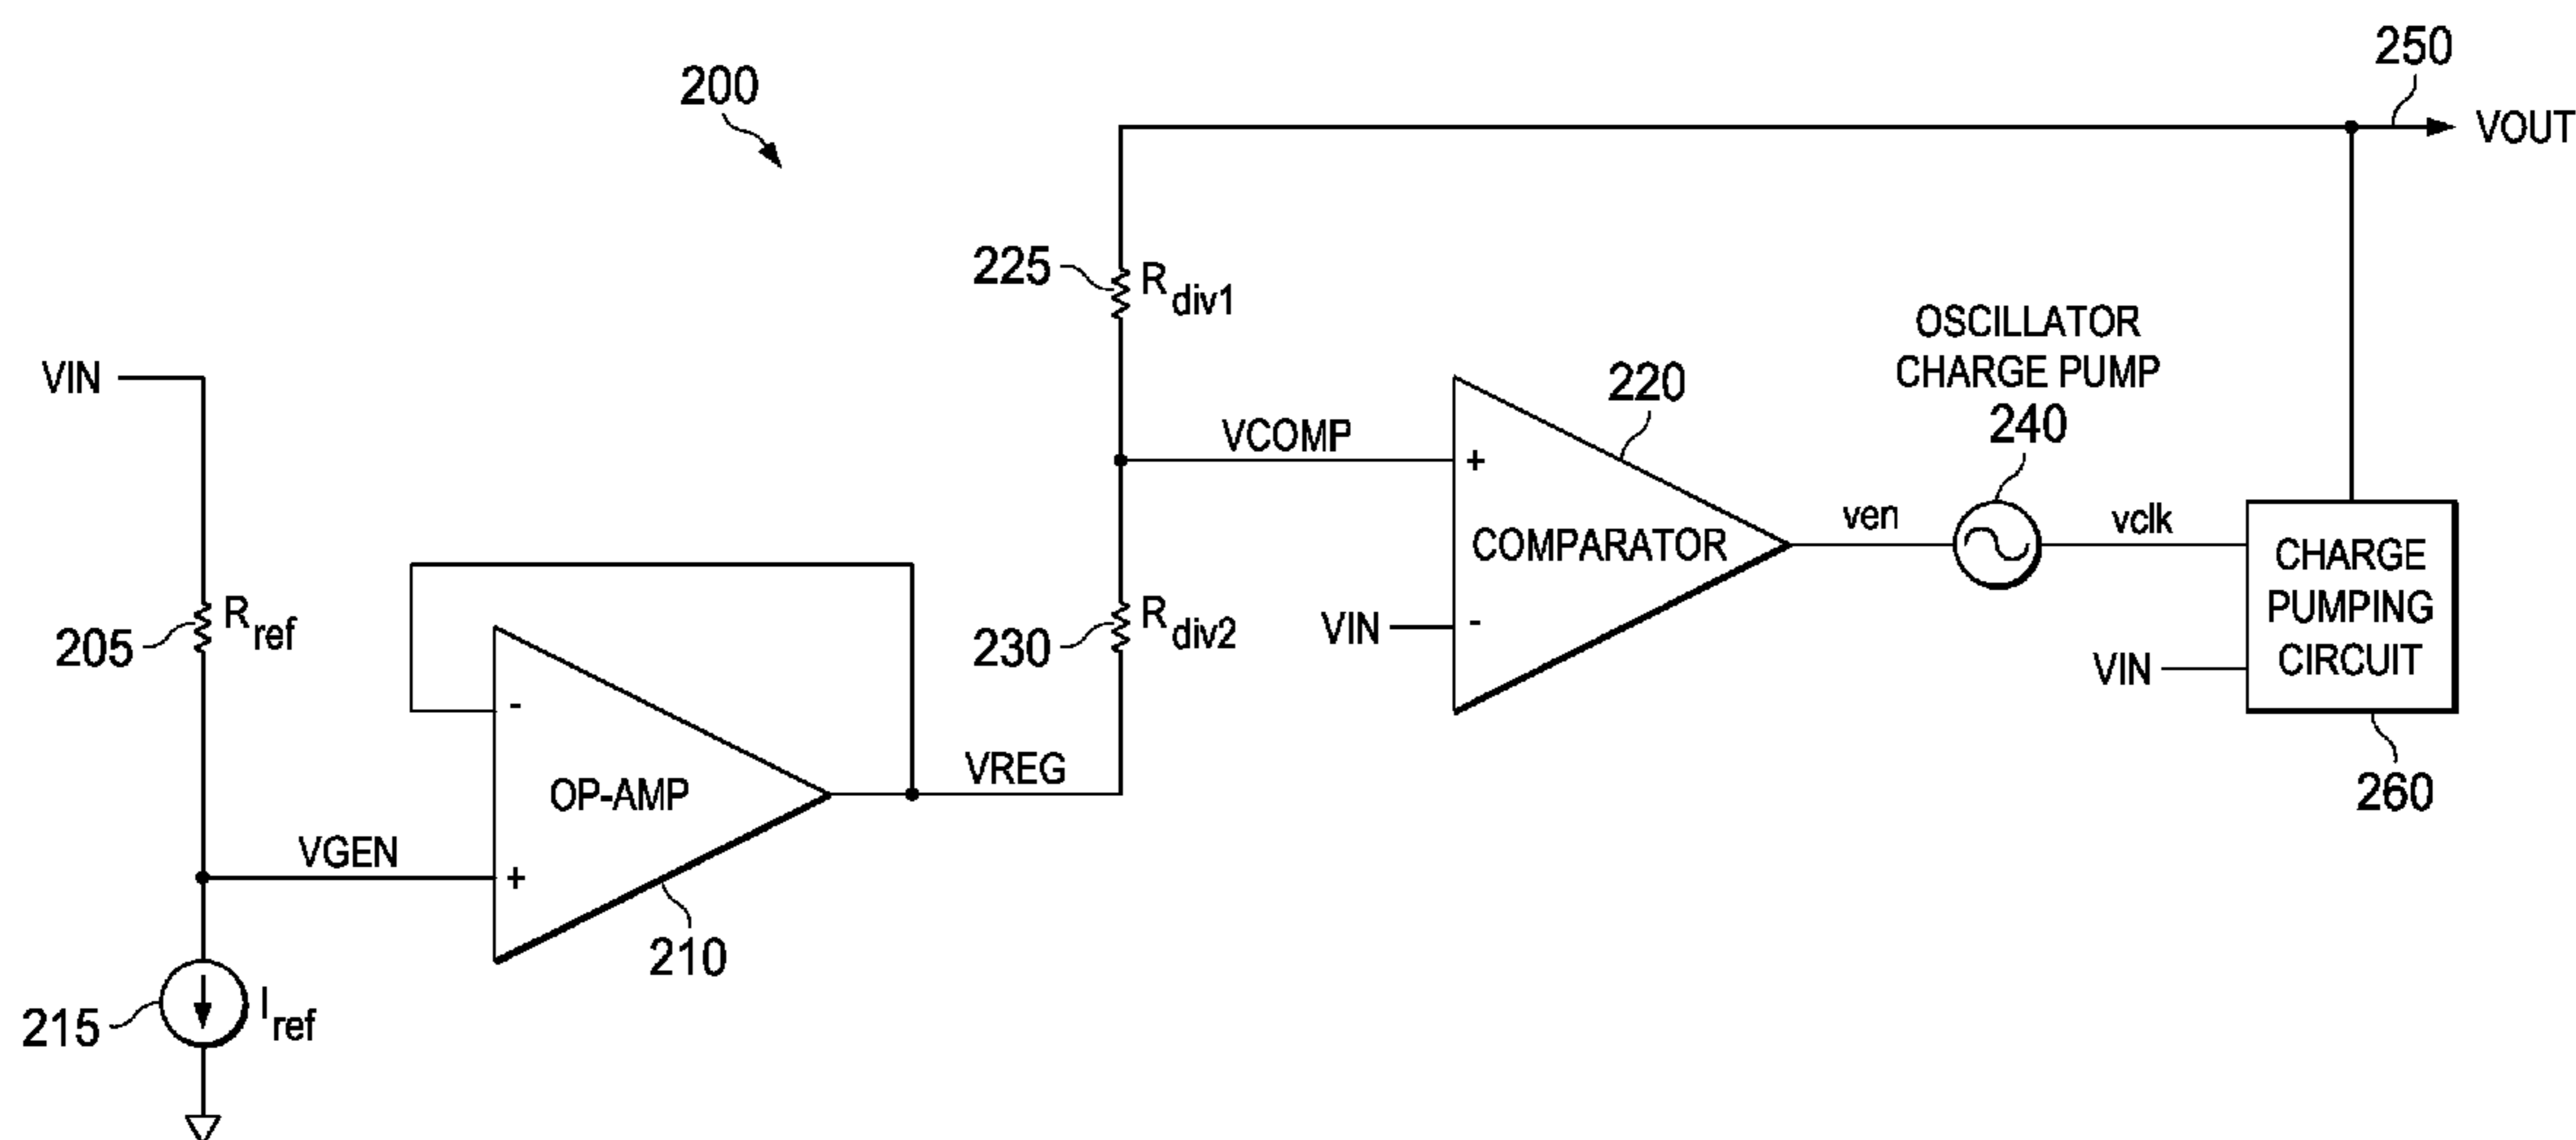 200
250
VOUT
225
Rdiv1
OSCILLATOR
CHARGE PUMP
240
VIN
220
VCOMP
+
COMPARATOR
ven
vclk
CHARGE
PUMPING
CIRCUIT
205
Rref
230
Rdiv2
VIN
-
VIN
-
OP-AMP
VREG
260
VGEN
+
210
215
Iref